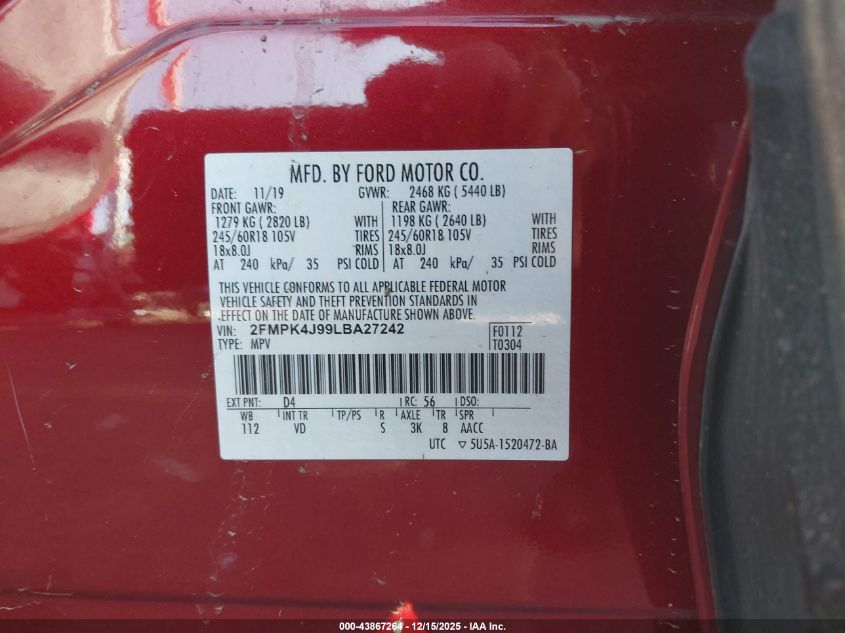 MFD. BY FORD MOTOR CO.
DATE: 11/19 GVWR: 2468 KG ( 5440 LB)
FRONT GAWR: REAR GAWR:
1279 KG ( 2820 LB) WITH 1198 KG ( 2640 LB) WITH
245/60R18 105V TIRES 245/60R18 105V TIRES
18x8.0J RIMS 18x8.0J RIMS
AT 240 kPa/ 35 PSI COLD AT 240 kPa/ 35 PSI COLD
THIS VEHICLE CONFORMS TO ALL APPLICABLE FEDERAL MOTOR
VEHICLE SAFETY AND THEFT PREVENTION STANDARDS IN
EFFECT ON THE DATE OF MANUFACTURE SHOWN ABOVE.
VIN: 2FMPK4J99LBA27242 F0112
TYPE: MPV T0304
EXT PNT: D4 RC: 56 DSO:
WB INT TR TP/PS R AXLE TR SPR
112 VD S 3K 8 AACC
UTC ▽ 5U5A-1520472-BA
000-43867264 - 12/15/2025 - IAA Inc.